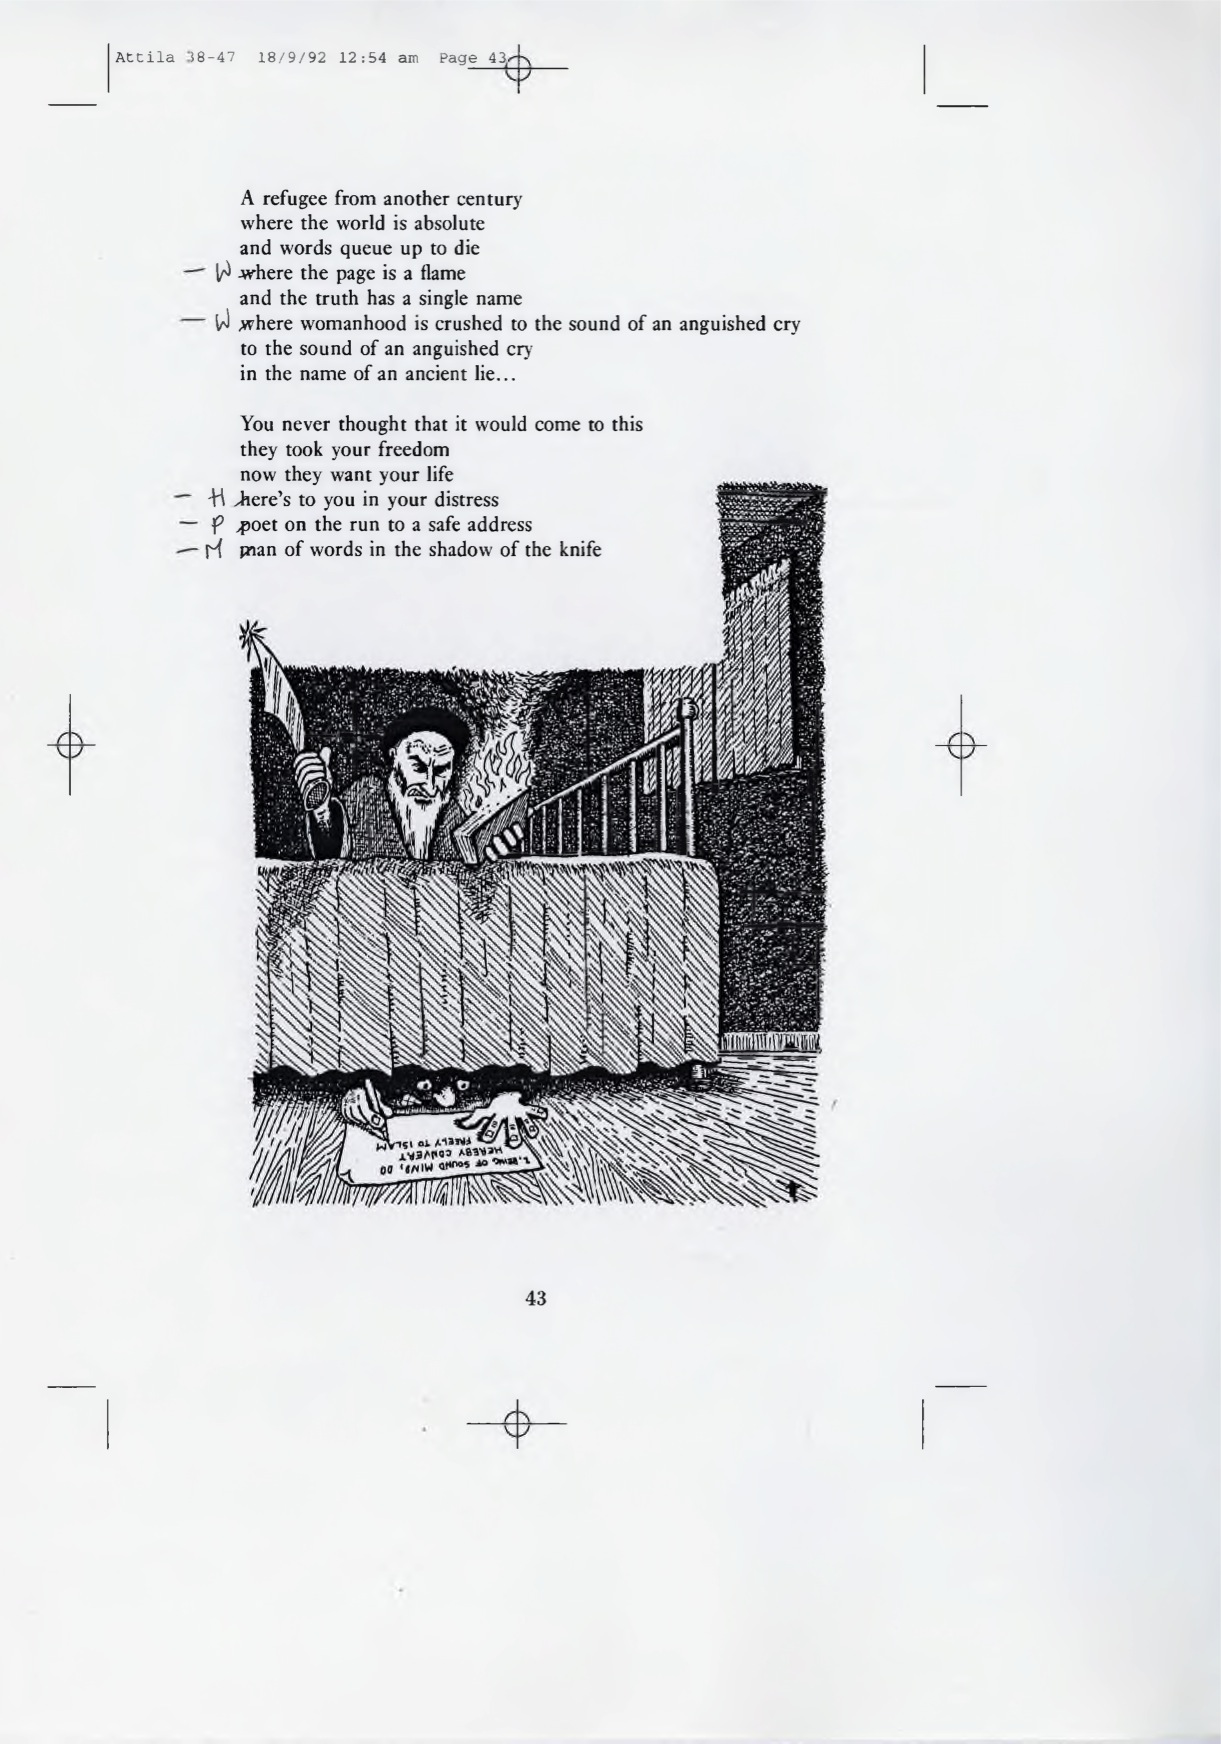 Attila 38-47 18/9/92 12:54 am Page 43
A refugee from another century
where the world is absolute
and words queue up to die
— W where the page is a flame
and the truth has a single name
— W where womanhood is crushed to the sound of an anguished cry
to the sound of an anguished cry
in the name of an ancient lie...
You never thought that it would come to this
they took your freedom
now they want your life
— H here's to you in your distress
— P poet on the run to a safe address
— M man of words in the shadow of the knife
I, BEING OF SOUND MIND, DO
HEREBY CONVERT
FREELY TO ISLAM
43